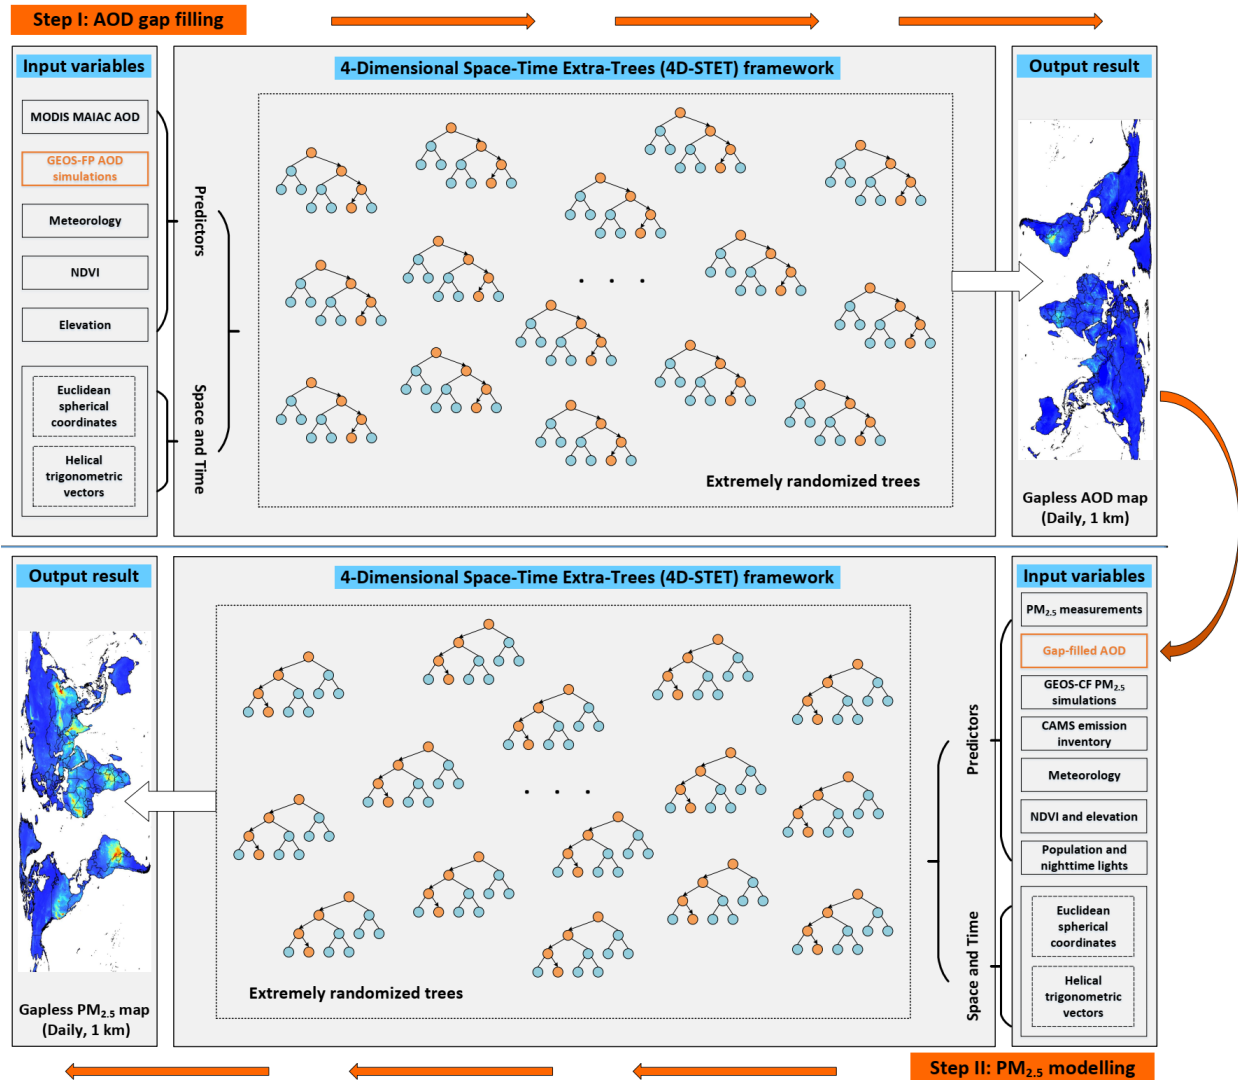 Step I: AOD gap filling
Input variables
MODIS MAIAC AOD
GEOS-FP AOD
simulations
Meteorology
NDVI
Elevation
Euclidean
spherical
coordinates
Helical
trigonometric
vectors
Predictors
Space and Time
4-Dimensional Space-Time Extra-Trees (4D-STET) framework
. . .
Extremely randomized trees
Output result
Gapless AOD map
(Daily, 1 km)
Output result
Gapless PM₂.₅ map
(Daily, 1 km)
4-Dimensional Space-Time Extra-Trees (4D-STET) framework
. . .
Extremely randomized trees
Predictors
Space and Time
Input variables
PM₂.₅ measurements
Gap-filled AOD
GEOS-CF PM₂.₅
simulations
CAMS emission
inventory
Meteorology
NDVI and elevation
Population and
nighttime lights
Euclidean
spherical
coordinates
Helical
trigonometric
vectors
Step II: PM₂.₅ modelling